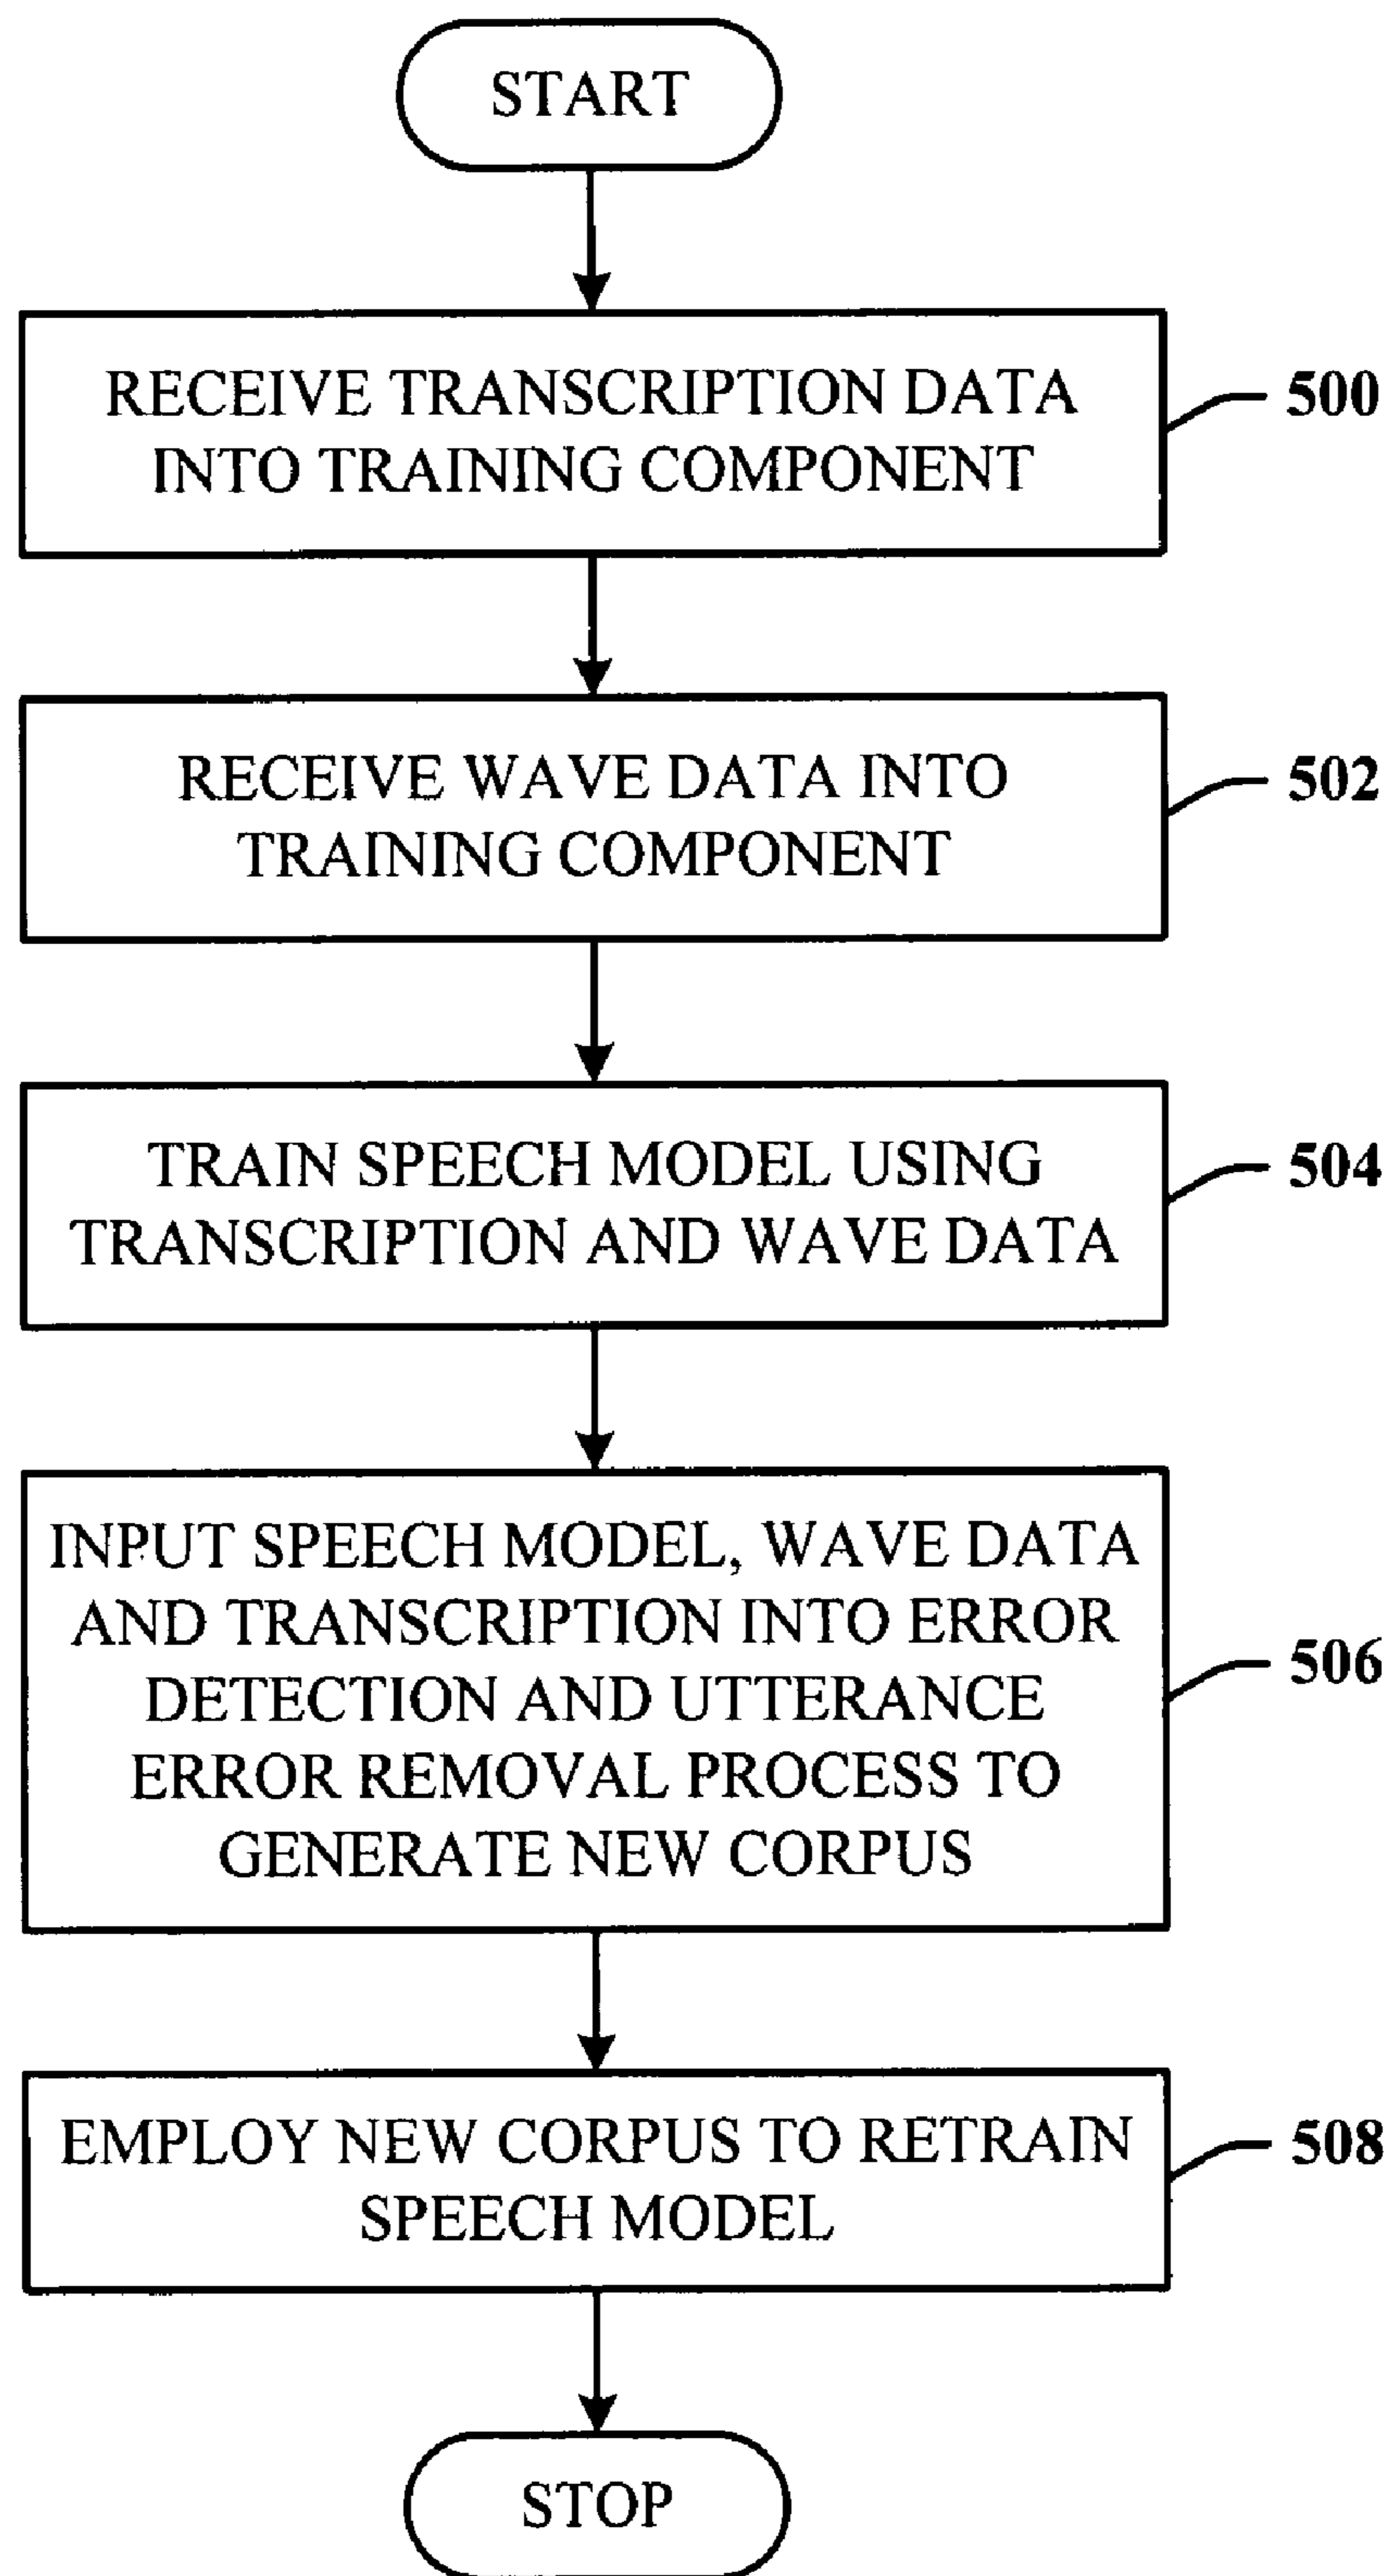 START
RECEIVE TRANSCRIPTION DATA
INTO TRAINING COMPONENT
500
RECEIVE WAVE DATA INTO
TRAINING COMPONENT
502
TRAIN SPEECH MODEL USING
TRANSCRIPTION AND WAVE DATA
504
INPUT SPEECH MODEL, WAVE DATA
AND TRANSCRIPTION INTO ERROR
DETECTION AND UTTERANCE
ERROR REMOVAL PROCESS TO
GENERATE NEW CORPUS
506
EMPLOY NEW CORPUS TO RETRAIN
SPEECH MODEL
508
STOP